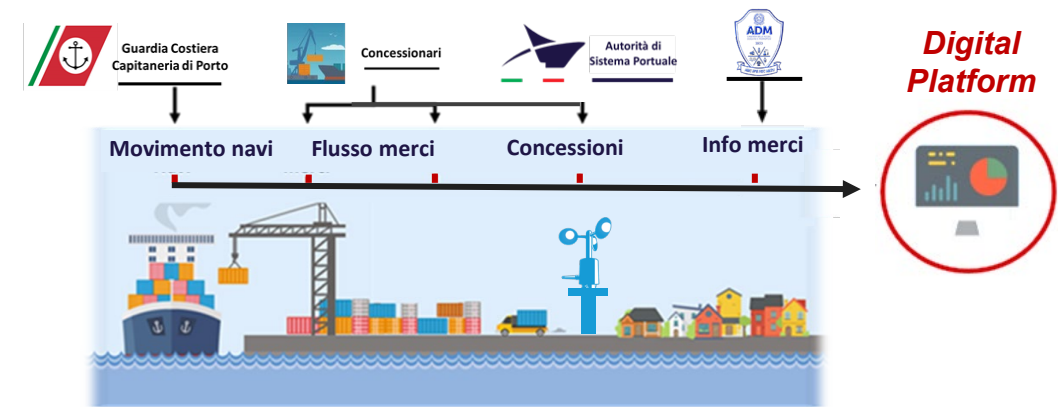 Guardia Costiera
Capitaneria di Porto
Concessionari
Autorità di
Sistema Portuale
ADM
Digital
Platform
Movimento navi
Flusso merci
Concessioni
Info merci